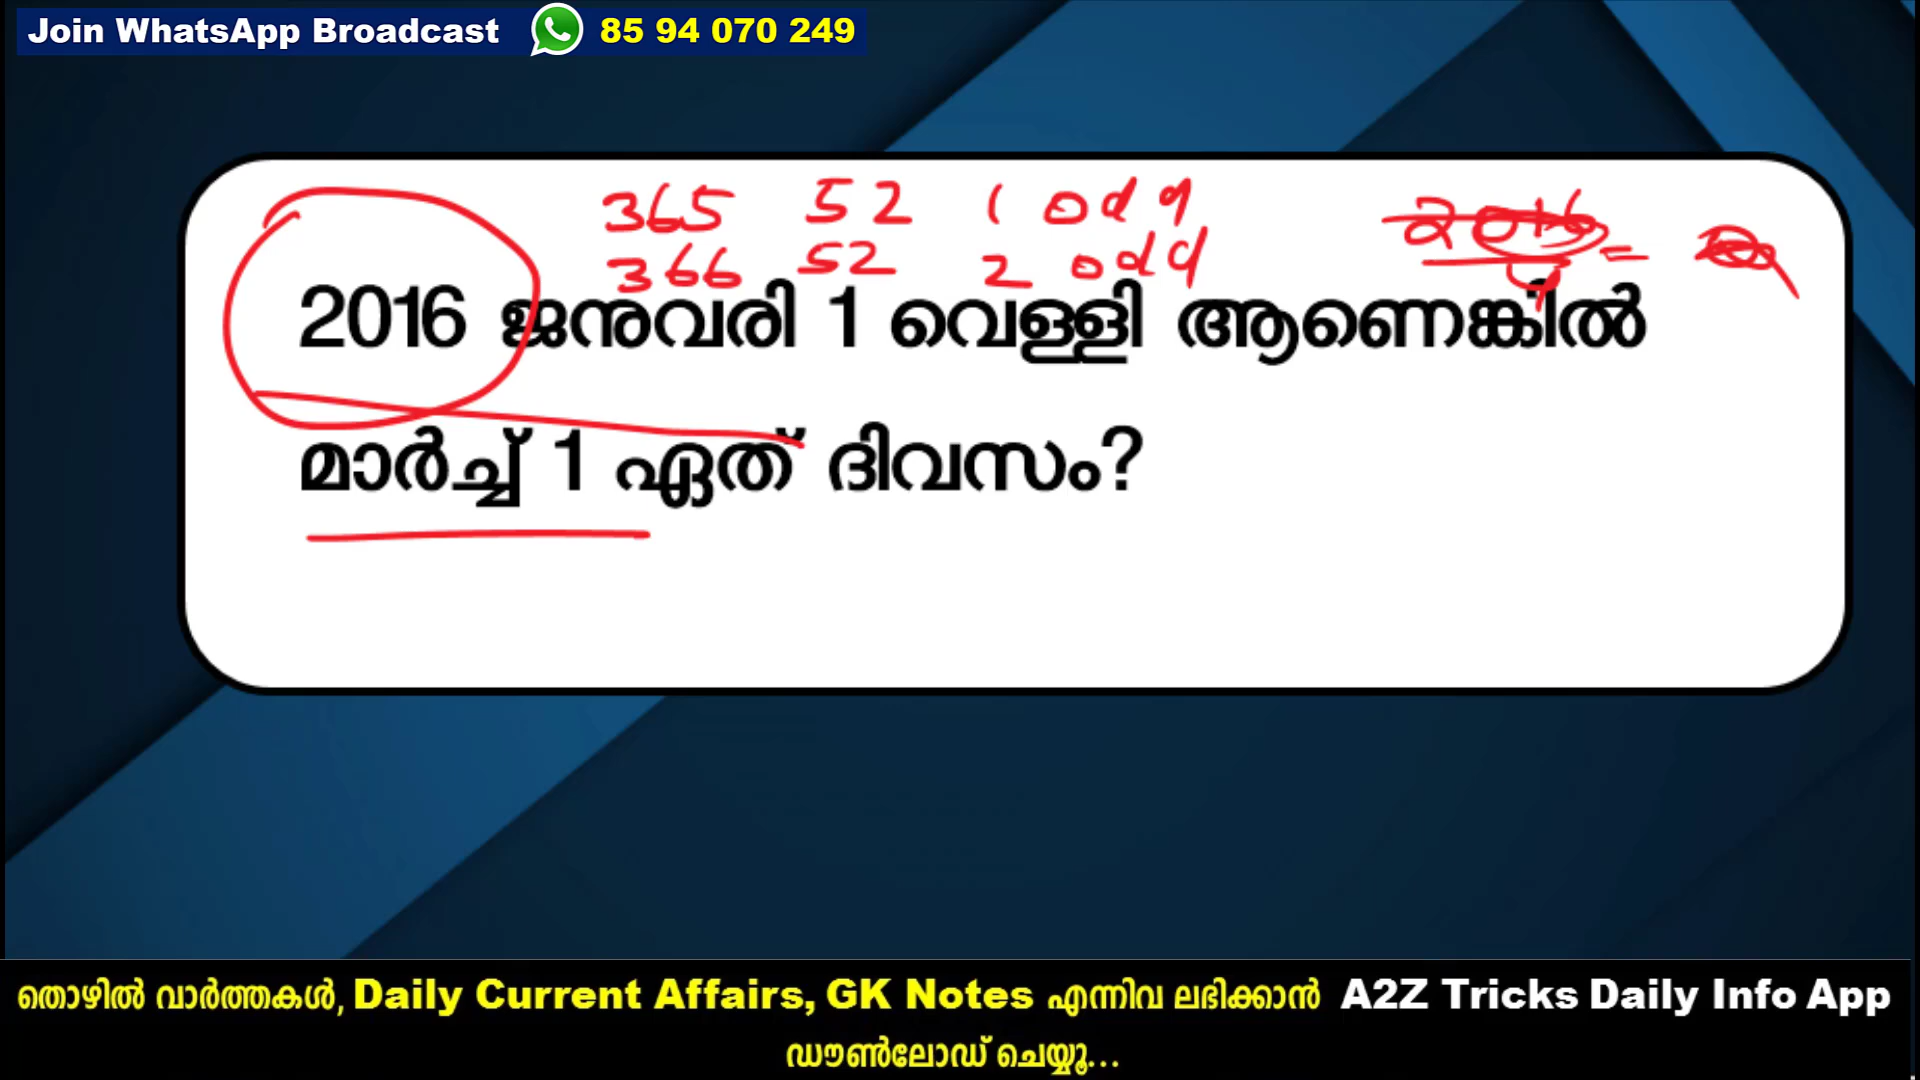 Join WhatsApp Broadcast 85 94 070 249
365 52 1 odd
366 52 2 odd
2016
4 =
2016 ജനുവരി 1 വെള്ളി ആണെങ്കിൽ
മാർച്ച് 1 ഏത് ദിവസം?
തൊഴിൽ വാർത്തകൾ, Daily Current Affairs, GK Notes എന്നിവ ലഭിക്കാൻ A2Z Tricks Daily Info App
ഡൗൺലോഡ് ചെയ്യൂ...